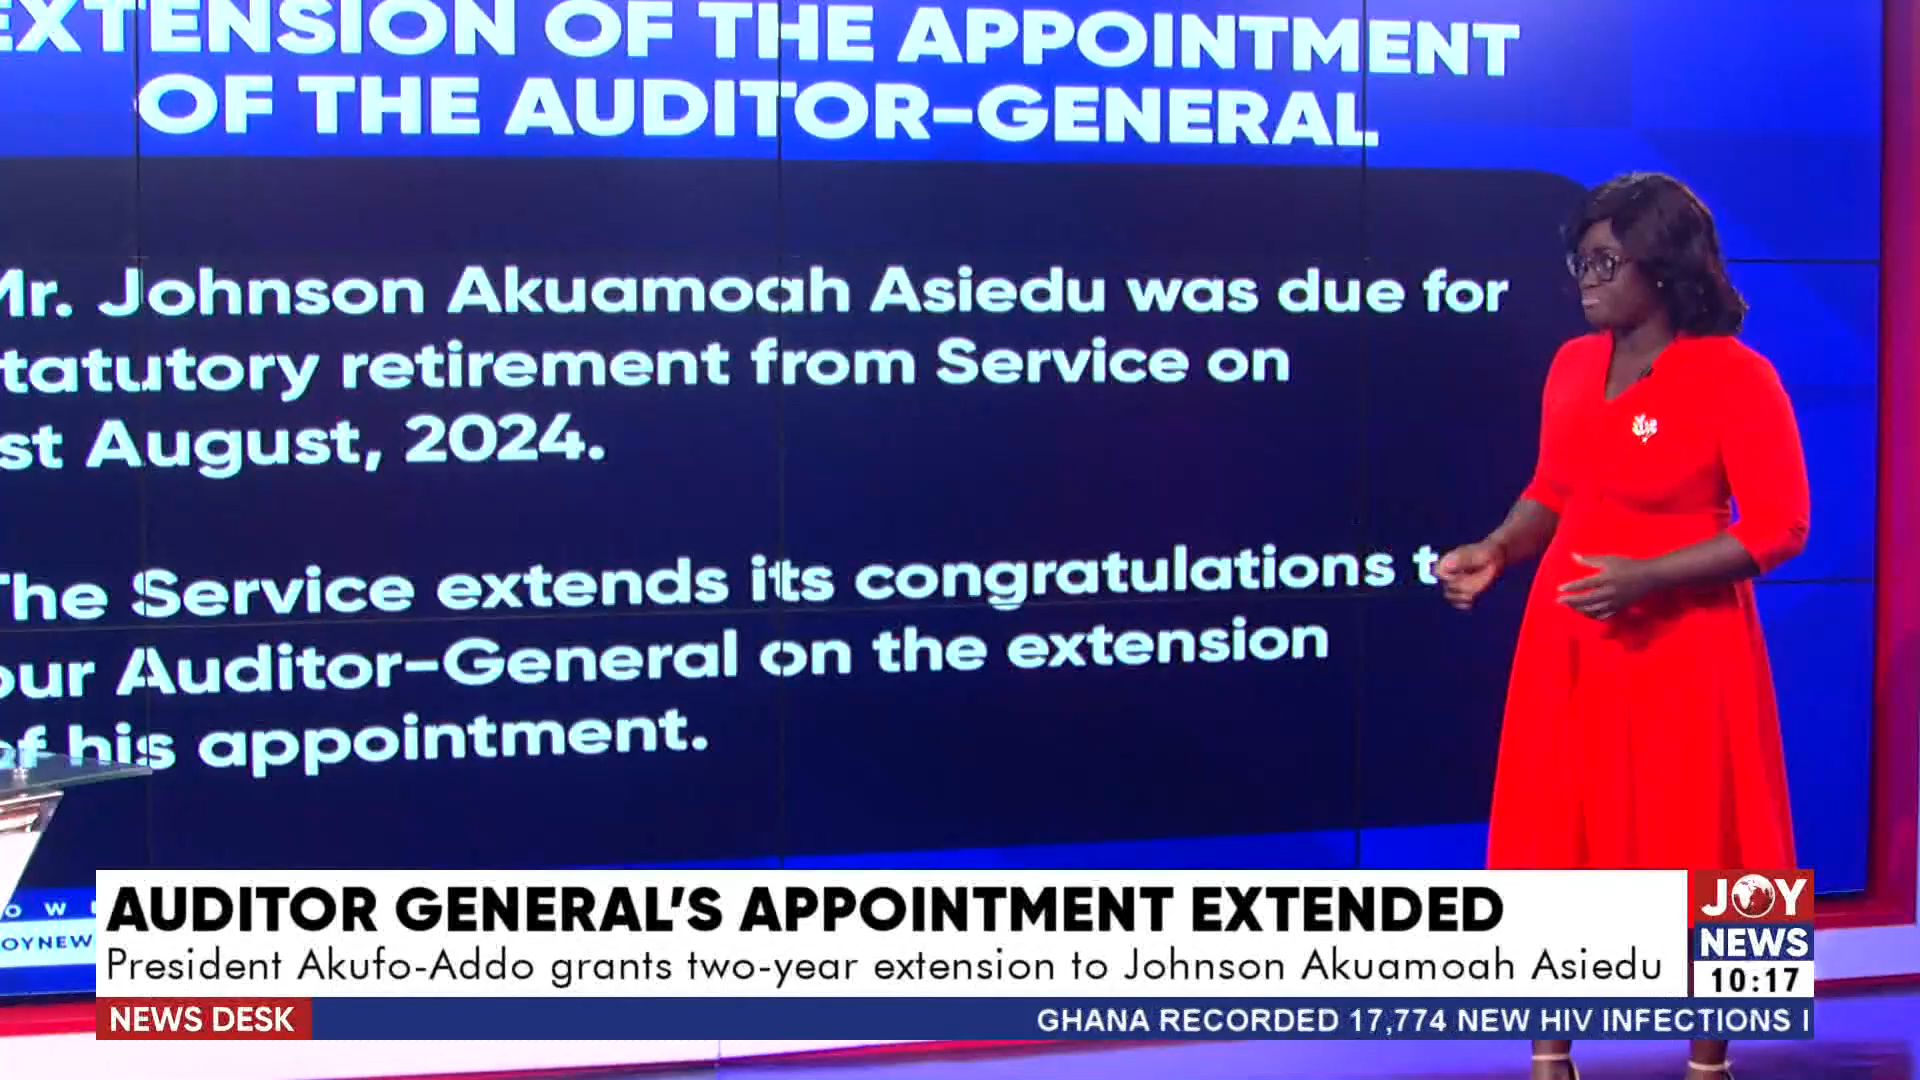 EXTENSION OF THE APPOINTMENT
OF THE AUDITOR-GENERAL
Mr. Johnson Akuamoah Asiedu was due for
tatutory retirement from Service on
st August, 2024.
The Service extends its congratulations t
our Auditor-General on the extension
of his appointment.
OYNEW
AUDITOR GENERAL'S APPOINTMENT EXTENDED
President Akufo-Addo grants two-year extension to Johnson Akuamoah Asiedu
JOY
NEWS
10:17
NEWS DESK
GHANA RECORDED 17,774 NEW HIV INFECTIONS I